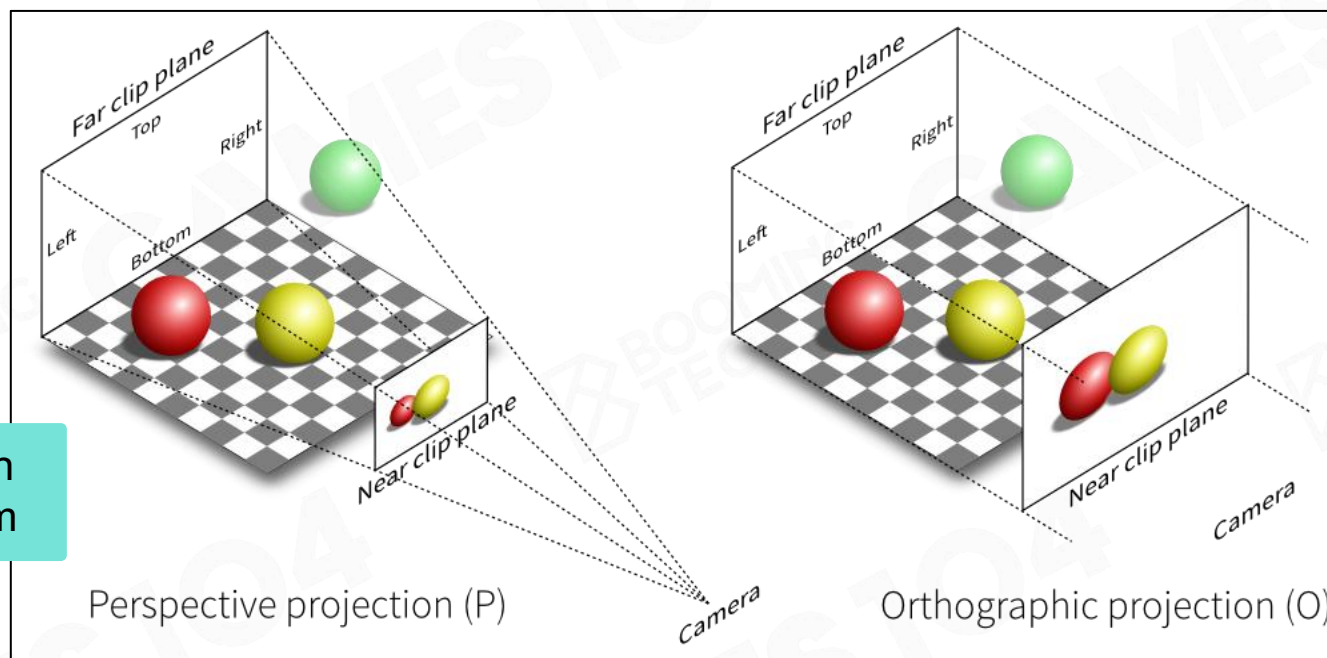 Far clip plane
Top
Right
Left
Bottom
Near clip plane
Camera
Perspective projection (P)
Far clip plane
Top
Right
Left
Bottom
Near clip plane
Camera
Orthographic projection (O)